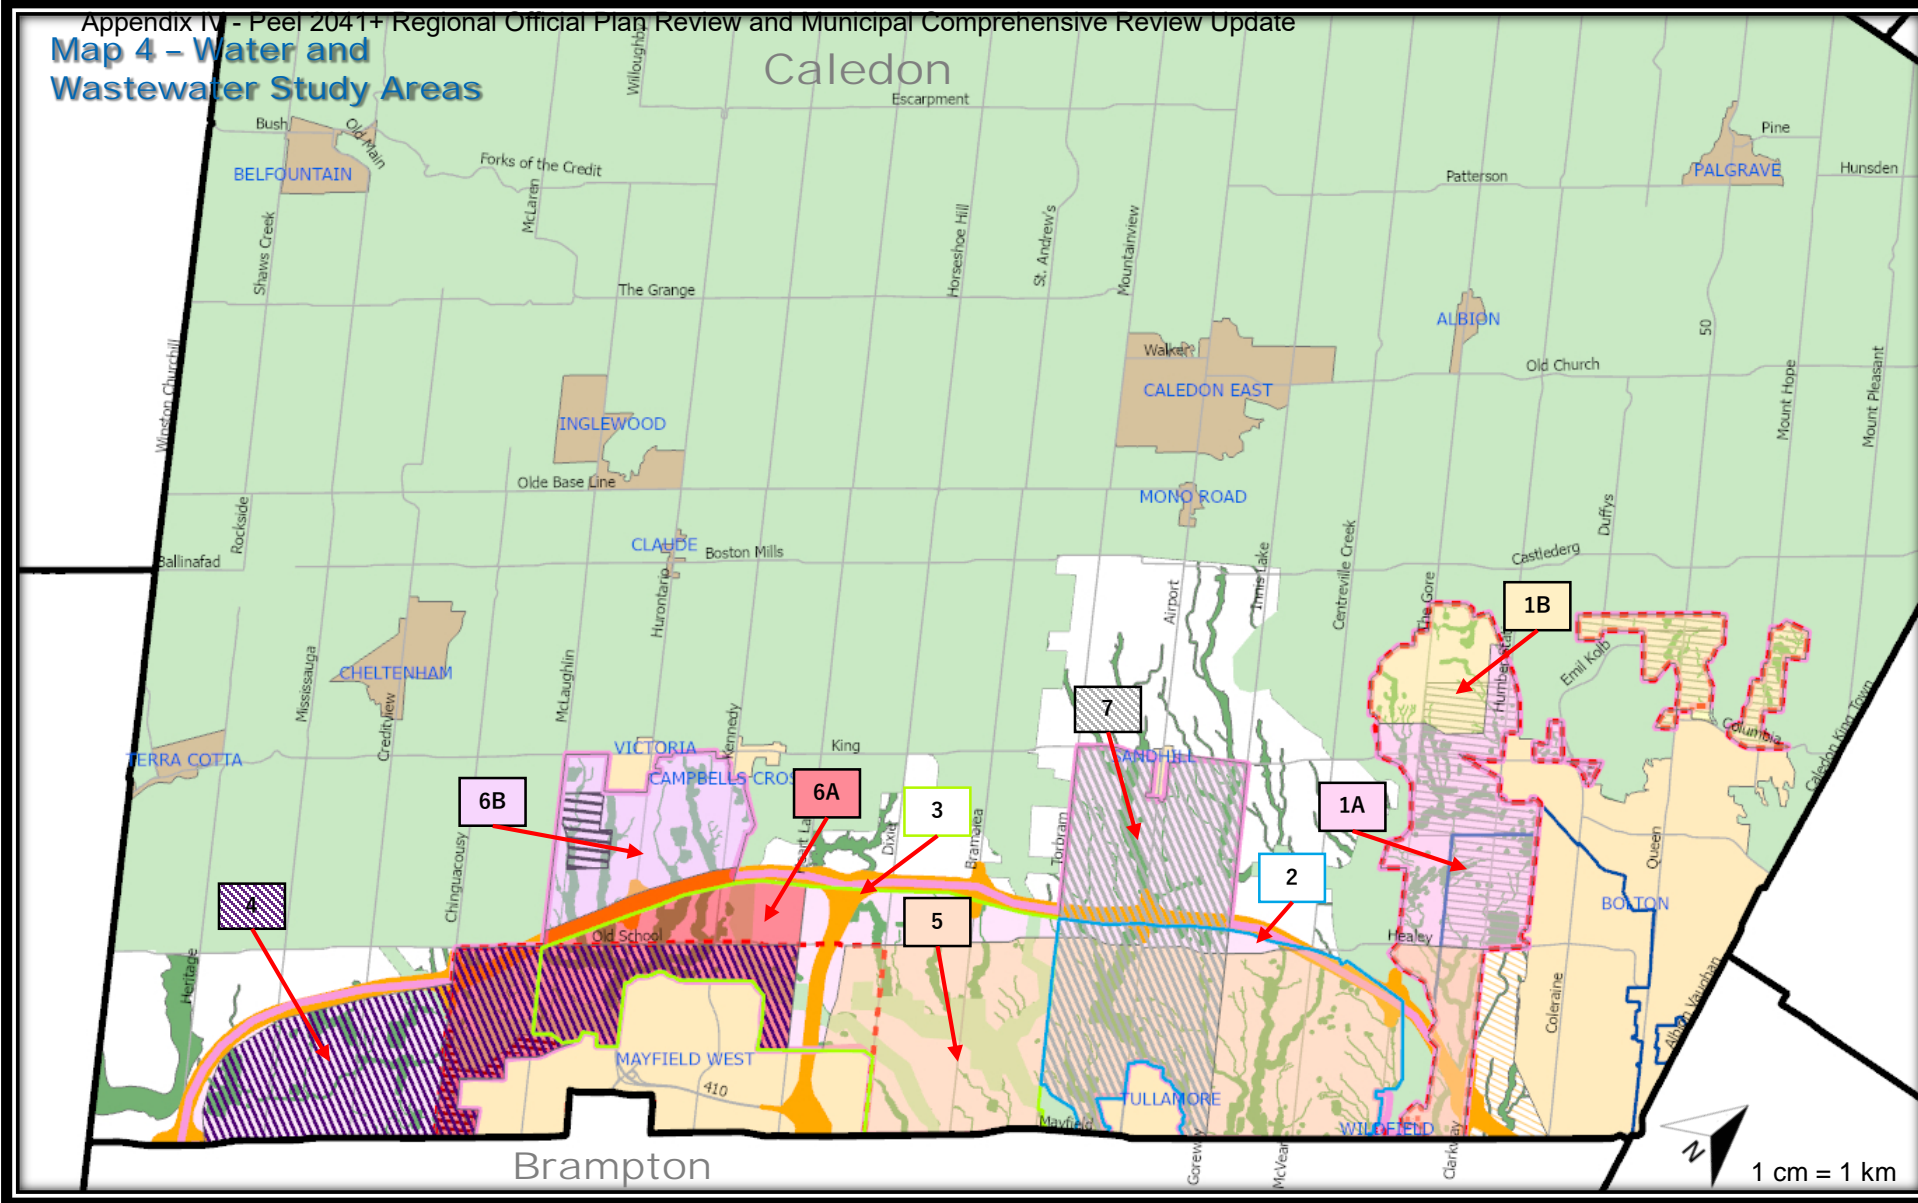 Appendix IV - Peel 2041+ Regional Official Plan Review and Municipal Comprehensive Review Update
Map 4 – Water and
Wastewater Study Areas
Caledon
Willoughby
Escarpment
Bush
Old Main
BELFOUNTAIN
Forks of the Credit
McLaren
Shaws Creek
Horseshoe Hill
St. Andrew's
Mountainview
Patterson
Pine
PALGRAVE
Hunsden
The Grange
Winston Churchill
Walker
CALEDON EAST
ALBION
Old Church
50
Mount Hope
Mount Pleasant
INGLEWOOD
Olde Base Line
MONO ROAD
Rockside
Ballinafad
CLAUDE
Boston Mills
Hurontario
Airport
Innis Lake
Centreville Creek
The Gore
Castlederg
Duffys
1B
Humber Station
Emil Kolb
Columbia
Caledon King Town
CHELTENHAM
Mississauga
Creditview
McLaughlin
TERRA COTTA
VICTORIA
Kennedy
CAMPBELLS CROS
King
7
SANDHILL
6B
6A
3
1A
Dixie
Bramalea
Torbram
Chinguacousy
4
5
2
Old School
Healey
Queen
BOLTON
Heritage
Coleraine
Albion Vaughan
MAYFIELD WEST
410
TULLAMORE
Mayfield
WILDFIELD
Goreway
McVean
Clarkway
Brampton
N
1 cm = 1 km